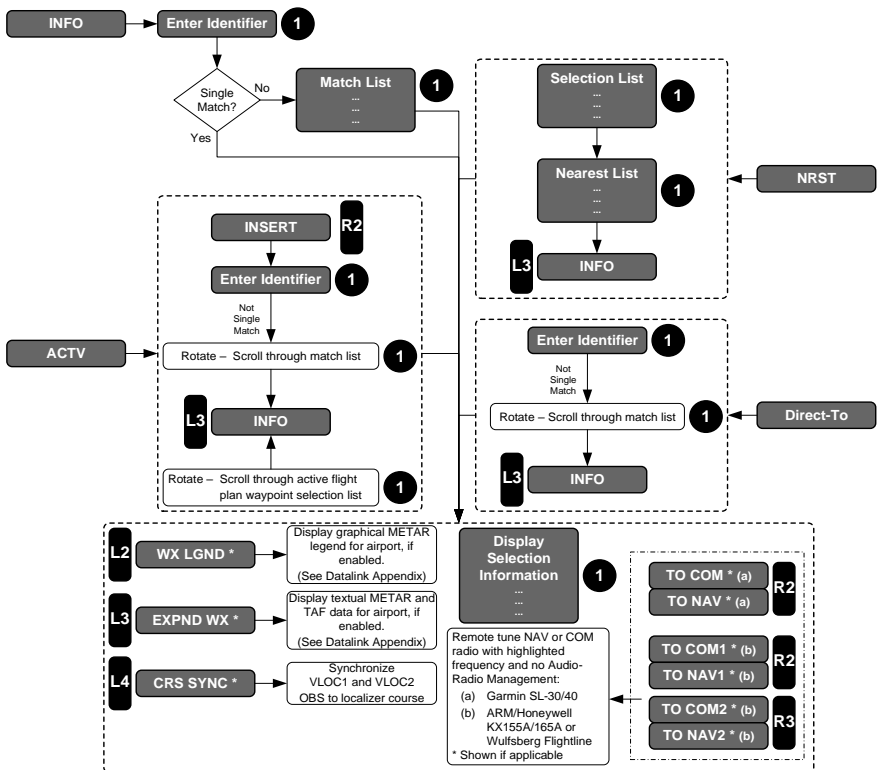 INFO
Enter Identifier
1
Single
Match?
No
Yes
Match List
...
...
...
1
Selection List
...
...
...
1
Nearest List
...
...
...
1
L3
INFO
NRST
INSERT
R2
Enter Identifier
1
Not
Single
Match
ACTV
Rotate – Scroll through match list
1
L3
INFO
Rotate – Scroll through active flight
plan waypoint selection list
1
Enter Identifier
1
Not
Single
Match
Rotate – Scroll through match list
1
Direct-To
L3
INFO
L2
WX LGND *
Display graphical METAR
legend for airport, if
enabled.
(See Datalink Appendix)
L3
EXPND WX *
Display textual METAR and
TAF data for airport, if
enabled.
(See Datalink Appendix)
L4
CRS SYNC *
Synchronize
VLOC1 and VLOC2
OBS to localizer course
Display
Selection
Information
...
...
...
1
Remote tune NAV or COM
radio with highlighted
frequency and no Audio-
Radio Management:
(a) Garmin SL-30/40
(b) ARM/Honeywell
KX155A/165A or
Wulfsberg Flightline
* Shown if applicable
TO COM * (a)
TO NAV * (a)
R2
TO COM1 * (b)
TO NAV1 * (b)
R2
TO COM2 * (b)
TO NAV2 * (b)
R3